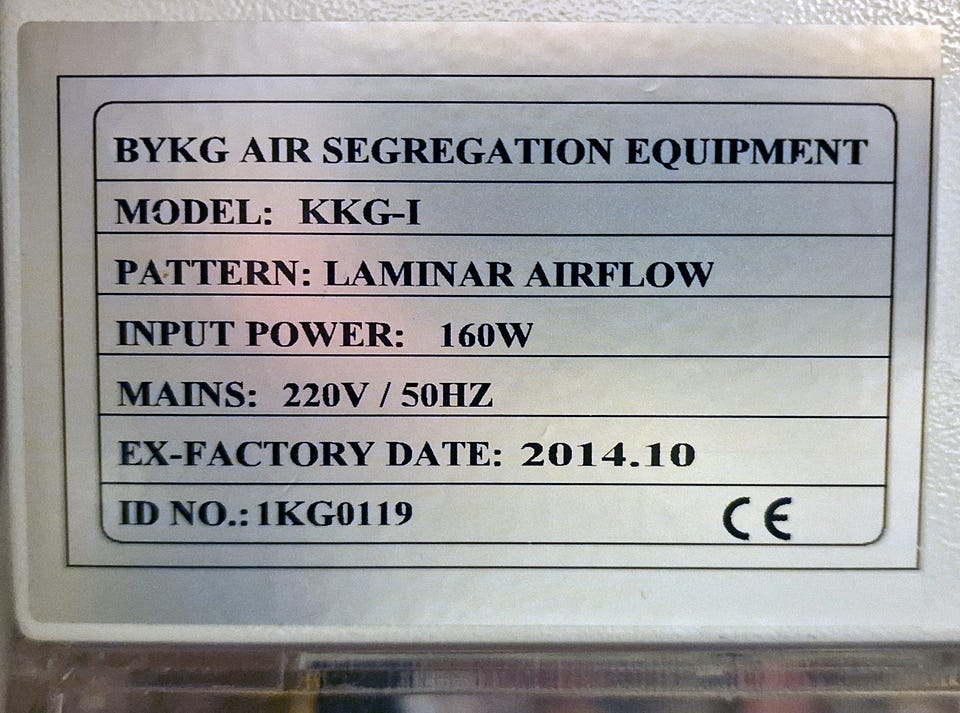 BYKG AIR SEGREGATION EQUIPMENT
MODEL: KKG-I
PATTERN: LAMINAR AIRFLOW
INPUT POWER: 160W
MAINS: 220V / 50HZ
EX-FACTORY DATE: 2014.10
ID NO.: 1KG0119 CE